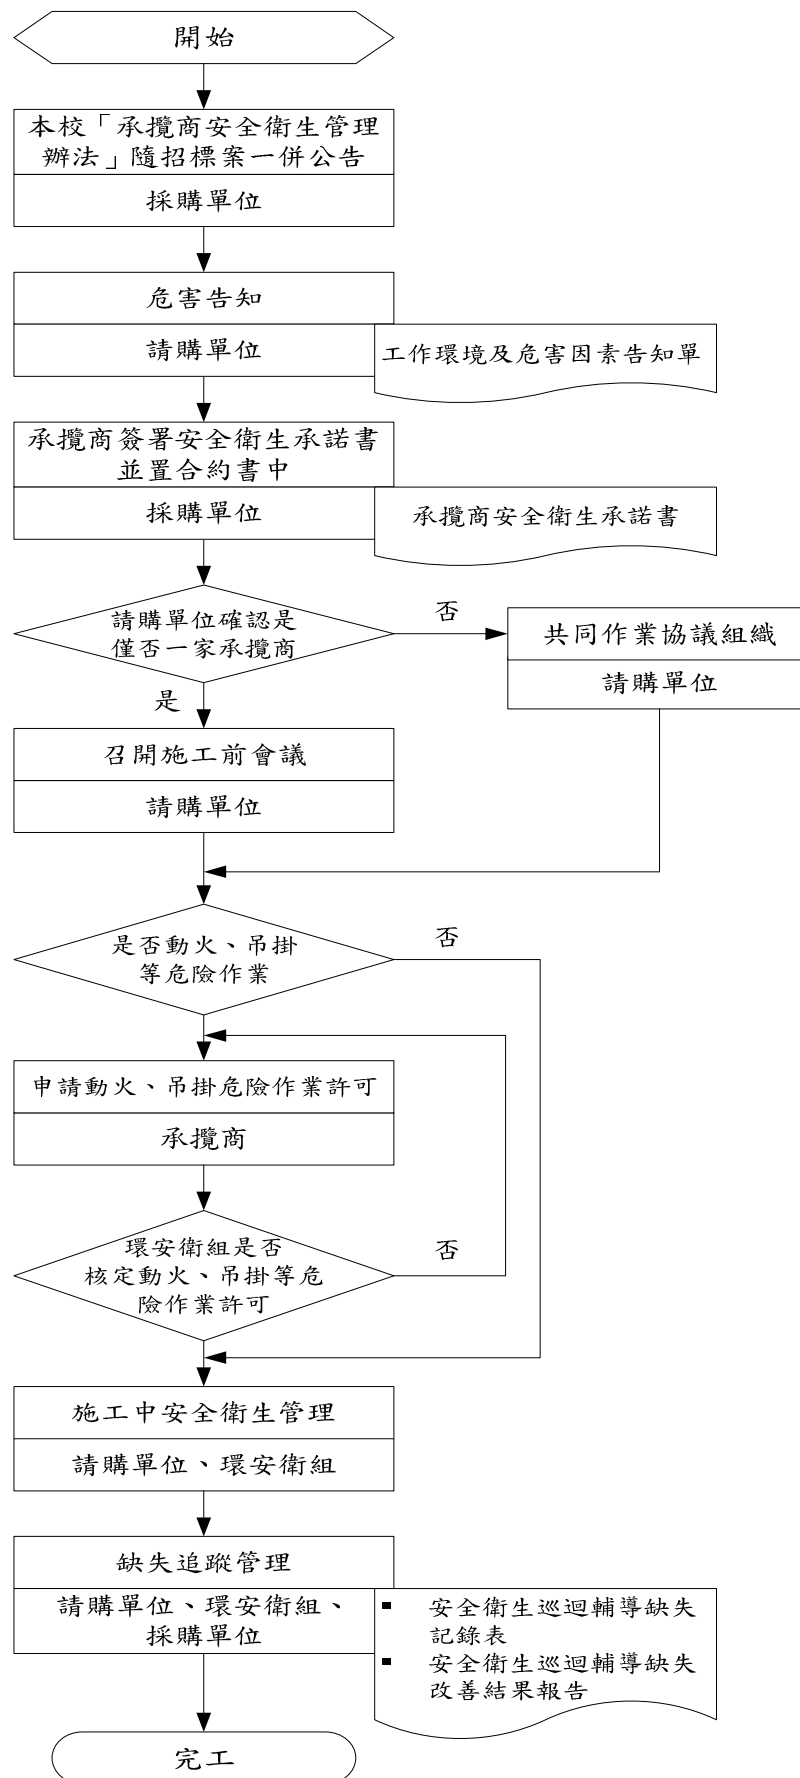 開始
本校「承攬商安全衛生管理
辦法」隨招標案一併公告
採購單位
危害告知
請購單位
工作環境及危害因素告知單
承攬商簽署安全衛生承諾書
並置合約書中
採購單位
承攬商安全衛生承諾書
請購單位確認是
僅否一家承攬商
否
共同作業協議組織
請購單位
是
召開施工前會議
請購單位
是否動火、吊掛
等危險作業
否
申請動火、吊掛危險作業許可
承攬商
環安衛組是否
核定動火、吊掛等危
險作業許可
否
施工中安全衛生管理
請購單位、環安衛組
缺失追蹤管理
請購單位、環安衛組、
採購單位
▪ 安全衛生巡迴輔導缺失
記錄表
▪ 安全衛生巡迴輔導缺失
改善結果報告
完工